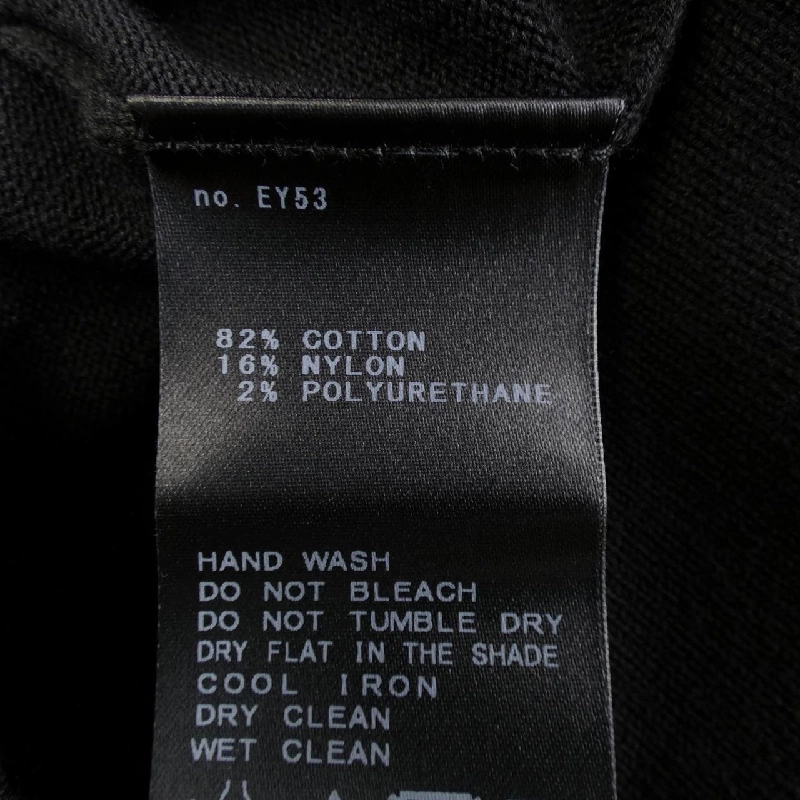 no. EY53
82% COTTON
16% NYLON
2% POLYURETHANE
HAND WASH
DO NOT BLEACH
DO NOT TUMBLE DRY
DRY FLAT IN THE SHADE
COOL IRON
DRY CLEAN
WET CLEAN